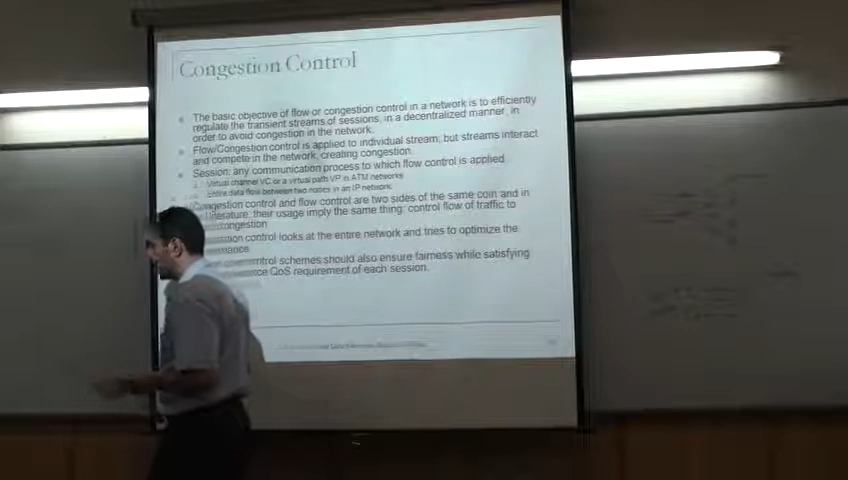 Congestion Control
The basic objective of flow or congestion control in a network is to efficiently
regulate the transient streams of sessions, in a decentralized manner, in
order to avoid congestion in the network.
Flow/Congestion control is applied to individual stream, but streams interact
and compete in the network, creating congestion.
Session: any communication process to which flow control is applied
Virtual channel VC or a virtual path VP in ATM networks
Entire data flow between two nodes in an IP network.
Congestion control and flow control are two sides of the same coin and in
literature, their usage imply the same thing: control flow of traffic to
congestion
control looks at the entire network and tries to optimize the
control schemes should also ensure fairness while satisfying
QoS requirement of each session.